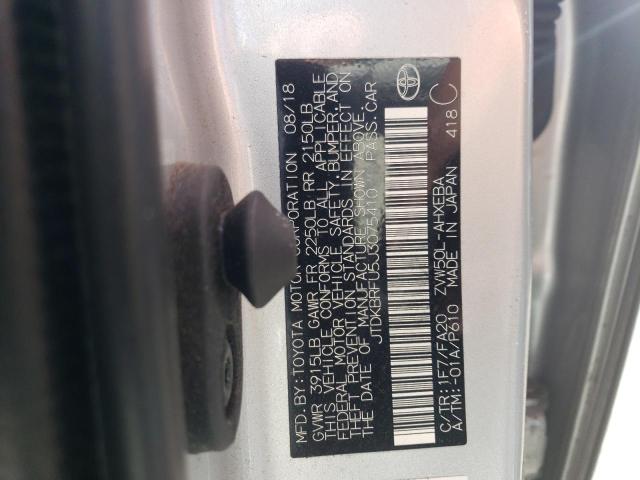 MFD.BY:TOYOTA MOTOR CORPORATION 08/18
GVWR 3915LB GAWR FR 2250LB RR 2150LB
THIS VEHICLE CONFORMS TO ALL APPLICABLE
FEDERAL MOTOR VEHICLE SAFETY, BUMPER, AND
THEFT PREVENTION STANDARDS IN EFFECT ON
THE DATE OF MANUFACTURE SHOWN ABOVE.
JTDKBRFU5J3075410 PASS.CAR
C/TR:1F7/FA20 ZVW50L-AHXEBA
A/TM:-01A/P610 MADE IN JAPAN 418 C